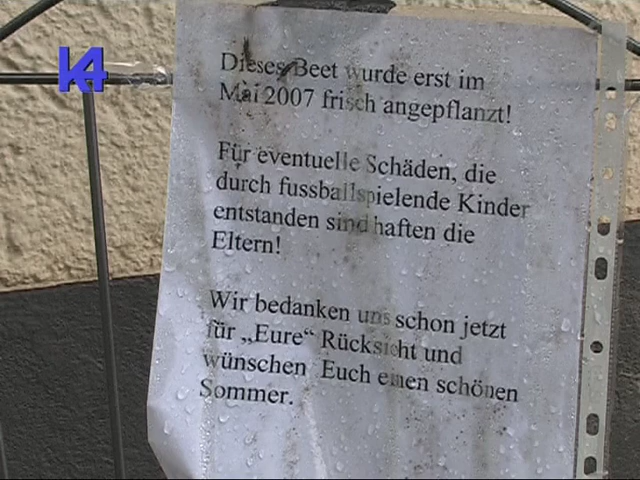 K4
Dieses Beet wurde erst im
Mai 2007 frisch angepflanzt!
Für eventuelle Schäden, die
durch fussballspielende Kinder
entstanden sind haften die
Eltern!
Wir bedanken uns schon jetzt
für „Eure“ Rücksicht und
wünschen Euch einen schönen
Sommer.